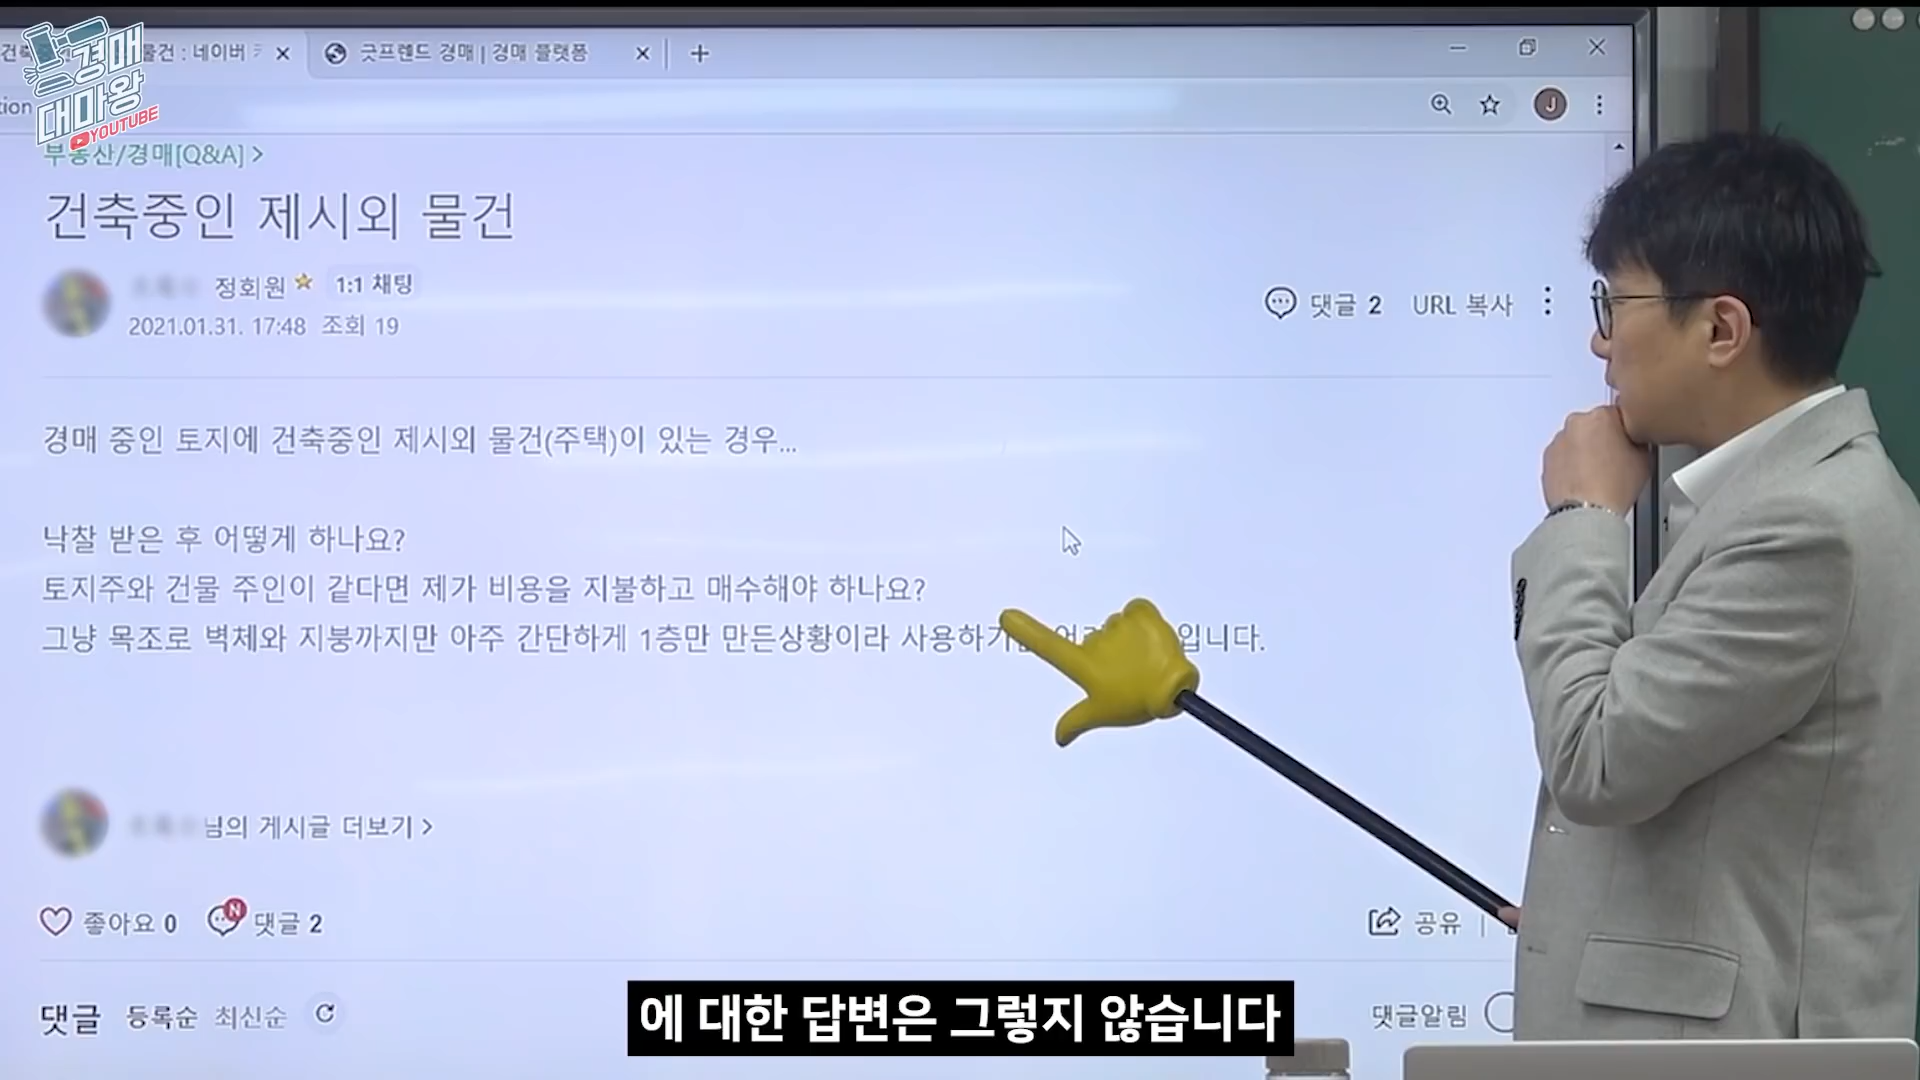 경매
대마왕
YOUTUBE
물건 : 네이버
굿프렌드 경매 | 경매 플랫폼
tion
J
부동산/경매[Q&A] >
건축중인 제시외 물건
정회원 1:1 채팅
2021.01.31. 17:48 조회 19
댓글 2 URL 복사
경매 중인 토지에 건축중인 제시외 물건(주택)이 있는 경우...
낙찰 받은 후 어떻게 하나요?
토지주와 건물 주인이 같다면 제가 비용을 지불하고 매수해야 하나요?
그냥 목조로 벽체와 지붕까지만 아주 간단하게 1층만 만든상황이라 사용하기 입니다.
님의 게시글 더보기 >
좋아요 0 N 댓글 2
공유
댓글 등록순 최신순
댓글알림
에 대한 답변은 그렇지 않습니다